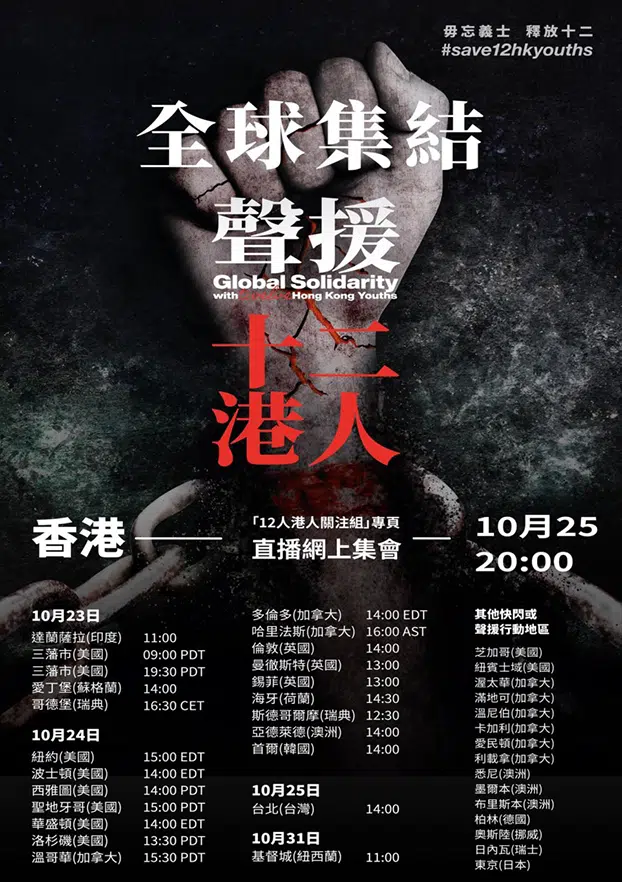 毋忘義士 釋放十二
#save12hkyouths
全球集結
聲援
Global Solidarity
with Twelve Hong Kong Youths
十二
港人
香港
「12人港人關注組」專頁
直播網上集會
10月25
20:00
10月23日
達蘭薩拉(印度) 11:00
三藩市(美國) 09:00 PDT
三藩市(美國) 19:30 PDT
愛丁堡(蘇格蘭) 14:00
哥德堡(瑞典) 16:30 CET
10月24日
紐約(美國) 15:00 EDT
波士頓(美國) 14:00 EDT
西雅圖(美國) 14:00 PDT
聖地牙哥(美國) 15:00 PDT
華盛頓(美國) 14:00 EDT
洛杉磯(美國) 13:30 PDT
溫哥華(加拿大) 15:30 PDT
多倫多(加拿大) 14:00 EDT
哈里法斯(加拿大) 16:00 AST
倫敦(英國) 14:00
曼徹斯特(英國) 13:00
錫菲(英國) 13:00
海牙(荷蘭) 14:30
斯德哥爾摩(瑞典) 12:30
亞德萊德(澳洲) 14:00
首爾(韓國) 14:00
10月25日
台北(台灣) 14:00
10月31日
基督城(紐西蘭) 11:00
其他快閃或
聲援行動地區
芝加哥(美國)
紐賓士域(美國)
渥太華(加拿大)
滿地可(加拿大)
溫尼伯(加拿大)
卡加利(加拿大)
愛民頓(加拿大)
利載拿(加拿大)
悉尼(澳洲)
墨爾本(澳洲)
布里斯本(澳洲)
柏林(德國)
奧斯陸(挪威)
日內瓦(瑞士)
東京(日本)